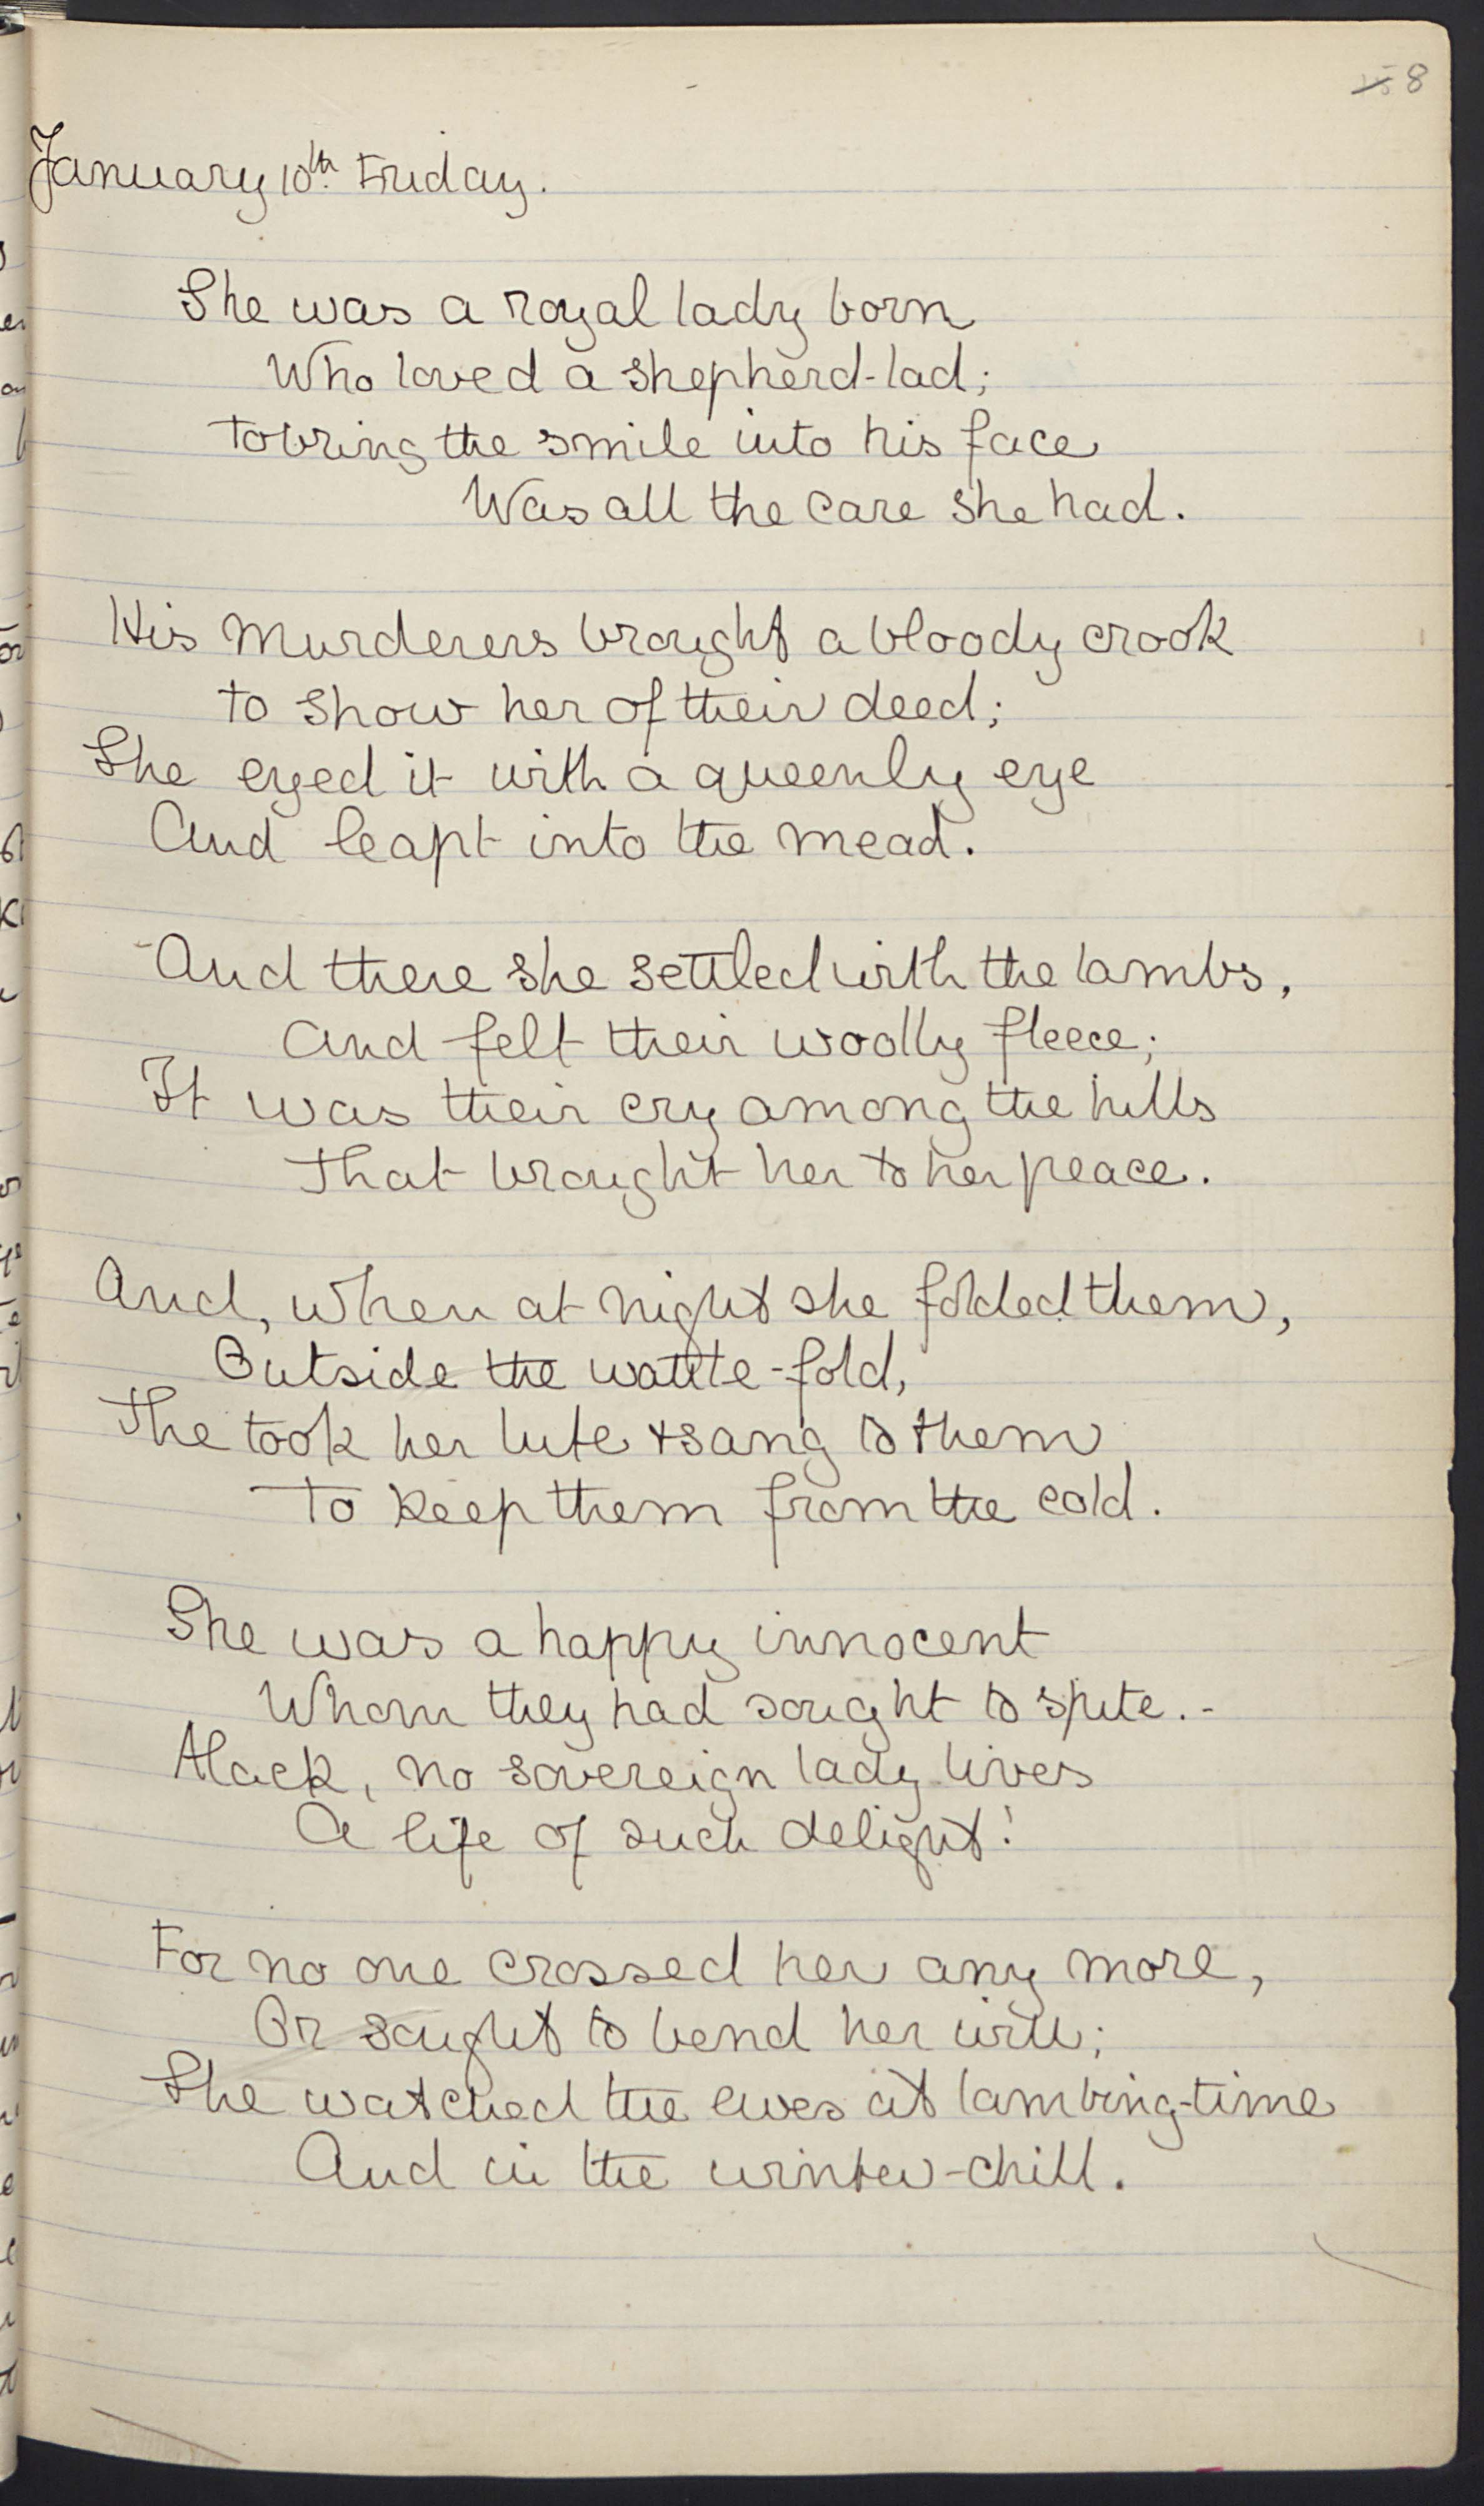 8
January 10th Friday.
She was a royal lady born
Who loved a shepherd-lad;
To bring the smile into his face
Was all the care she had.
His murderers brought a bloody crook
To show her of their deed;
She eyed it with a queenly eye
And leapt into the mead.
And there she settled with the lambs,
And felt their woolly fleece;
It was their cry among the hills
That brought her to her peace.
And, when at night she folded them,
Outside the wattle-fold,
She took her lute & sang to them
To keep them from the cold.
She was a happy innocent
Whom they had sought to spite.-
Alack, no sovereign lady lives
A life of such delight!
For no one crossed her any more,
Or sought to bend her will;
She watched the ewes at lambing-time
And in the winter-chill.